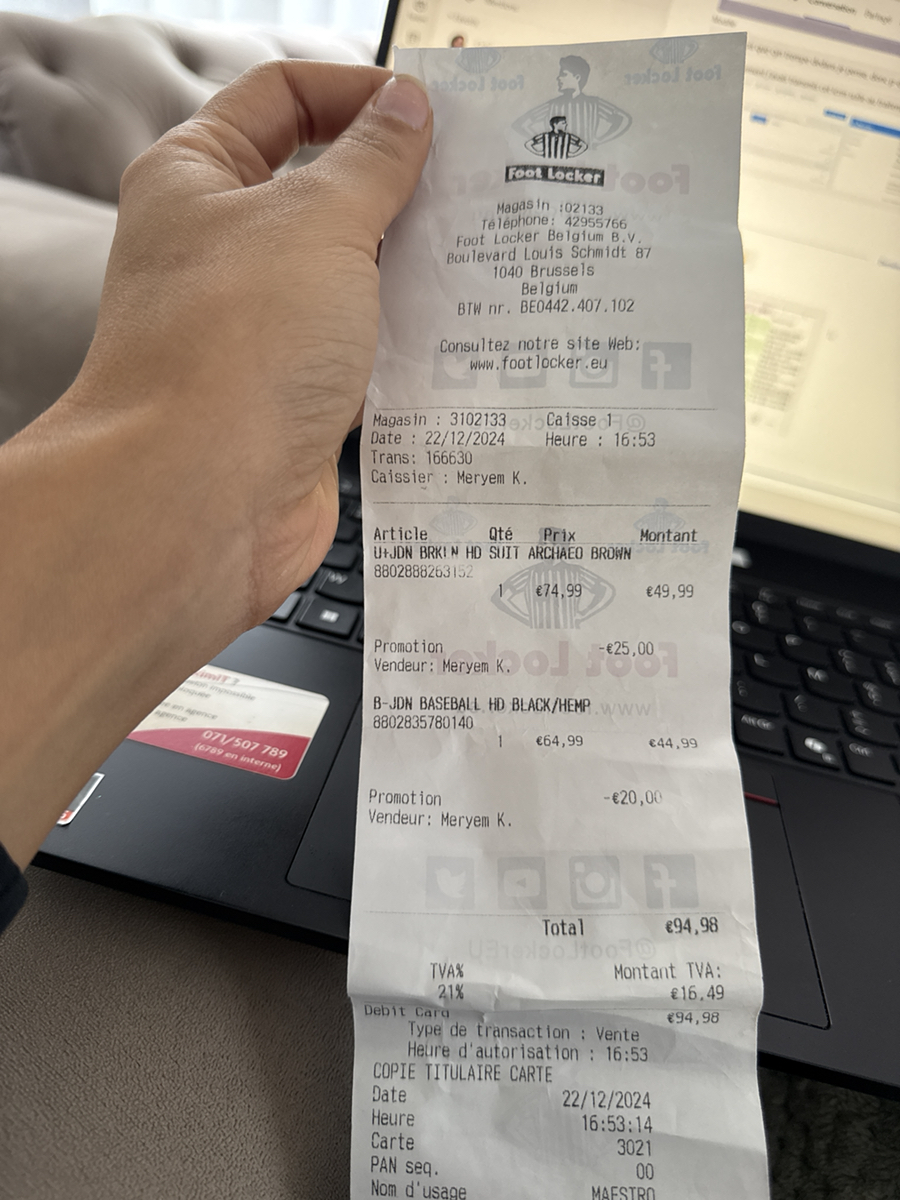 Foot Locker
Magasin :02133
Téléphone: 42955766
Foot Locker Belgium B.V.
Boulevard Louis Schmidt 87
1040 Brussels
Belgium
BTW nr. BE0442.407.102
Consultez notre site Web:
www.footlocker.eu
Magasin : 3102133 Caisse 1
Date : 22/12/2024 Heure : 16:53
Trans: 166630
Caissier : Meryem K.
Article Qté Prix Montant
U+JDN BRKLN HD SUIT ARCHAEO BROWN
8802888263152
1 €74,99 €49,99
Promotion -€25,00
Vendeur: Meryem K.
B-JDN BASEBALL HD BLACK/HEMP
8802835780140
1 €64,99 €44,99
Promotion -€20,00
Vendeur: Meryem K.
Total €94,98
TVA% Montant TVA:
21% €16,49
Debit Card €94,98
Type de transaction : Vente
Heure d'autorisation : 16:53
COPIE TITULAIRE CARTE
Date 22/12/2024
Heure 16:53:14
Carte 3021
PAN seq. 00
Nom d'usage MAESTRO
071/507 789
(6789 en interne)